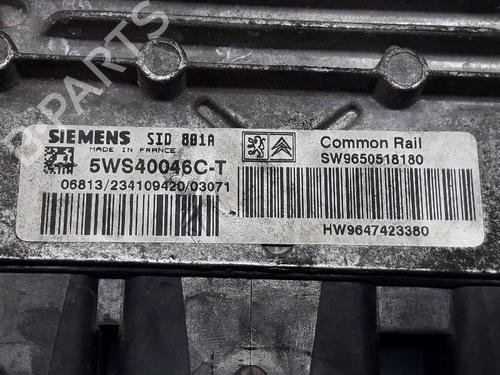 B-PARTS
SIEMENS SID 801A
MADE IN FRANCE
5WS40046C-T
06813/234109420/03071
Common Rail
SW9650518180
HW9647423380